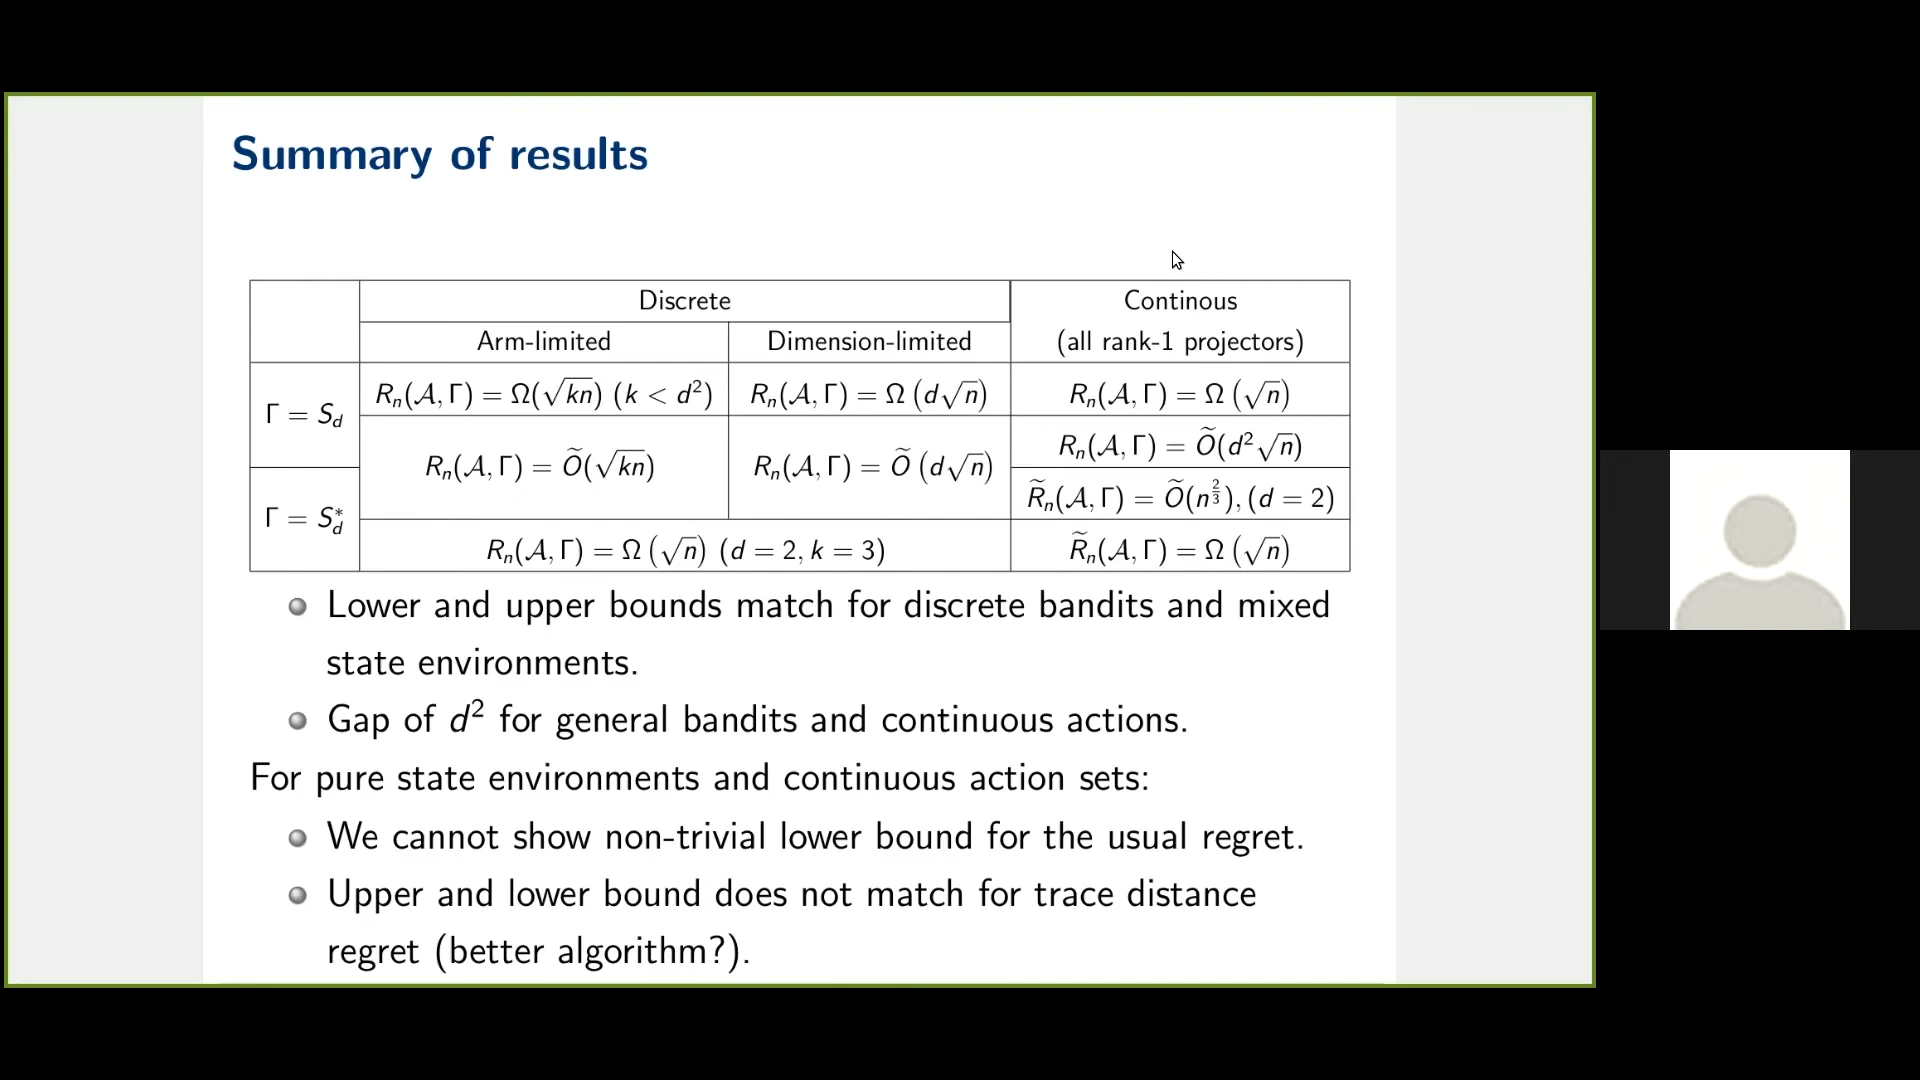 Summary of results
Discrete
Continous
Arm-limited
Dimension-limited
(all rank-1 projectors)
Γ = S_d
R_n(𝒜, Γ) = Ω(√kn) (k < d²)
R_n(𝒜, Γ) = Ω (d√n)
R_n(𝒜, Γ) = Ω (√n)
R_n(𝒜, Γ) = Õ(√kn)
R_n(𝒜, Γ) = Õ (d√n)
R_n(𝒜, Γ) = Õ(d²√n)
Γ = S_d^*
R̃_n(𝒜, Γ) = Õ(n^{2/3}), (d = 2)
R_n(𝒜, Γ) = Ω (√n) (d = 2, k = 3)
R̃_n(𝒜, Γ) = Ω (√n)
Lower and upper bounds match for discrete bandits and mixed
state environments.
Gap of d² for general bandits and continuous actions.
For pure state environments and continuous action sets:
We cannot show non-trivial lower bound for the usual regret.
Upper and lower bound does not match for trace distance
regret (better algorithm?).